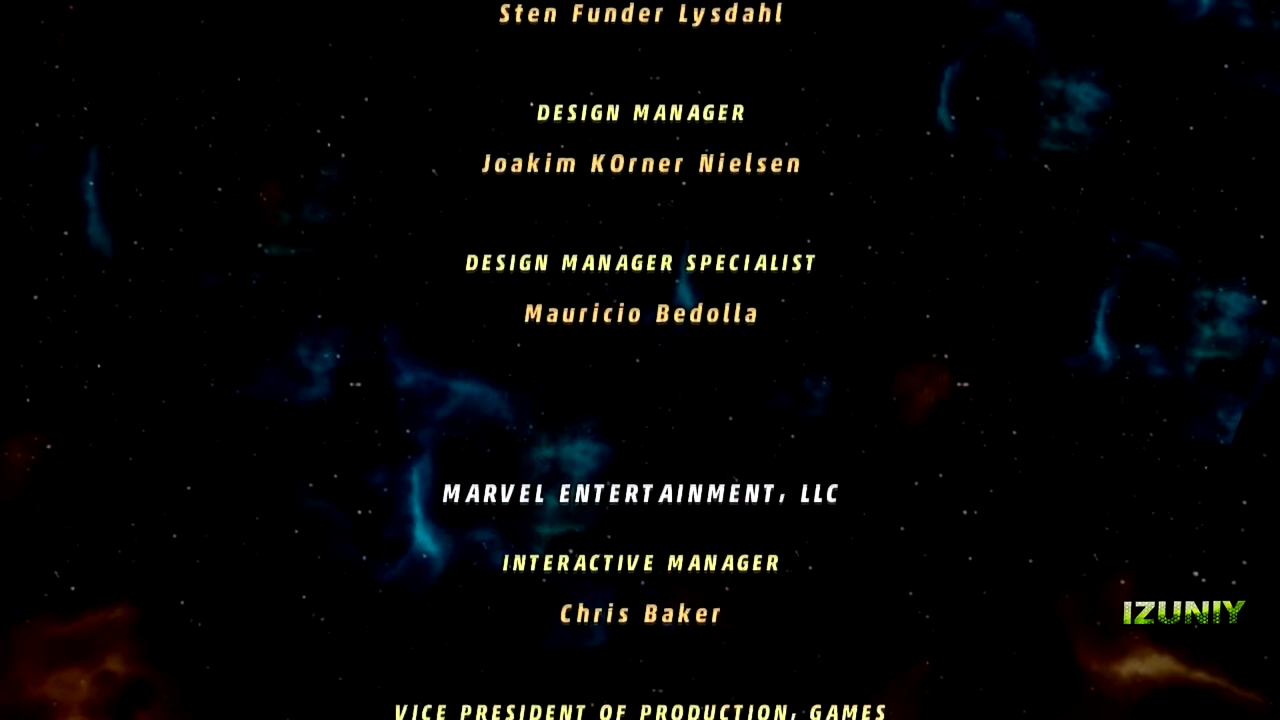 Sten Funder Lysdahl
DESIGN MANAGER
Joakim KOrner Nielsen
DESIGN MANAGER SPECIALIST
Mauricio Bedolla
MARVEL ENTERTAINMENT, LLC
INTERACTIVE MANAGER
Chris Baker
IZUNIY
VICE PRESIDENT OF PRODUCTION, GAMES